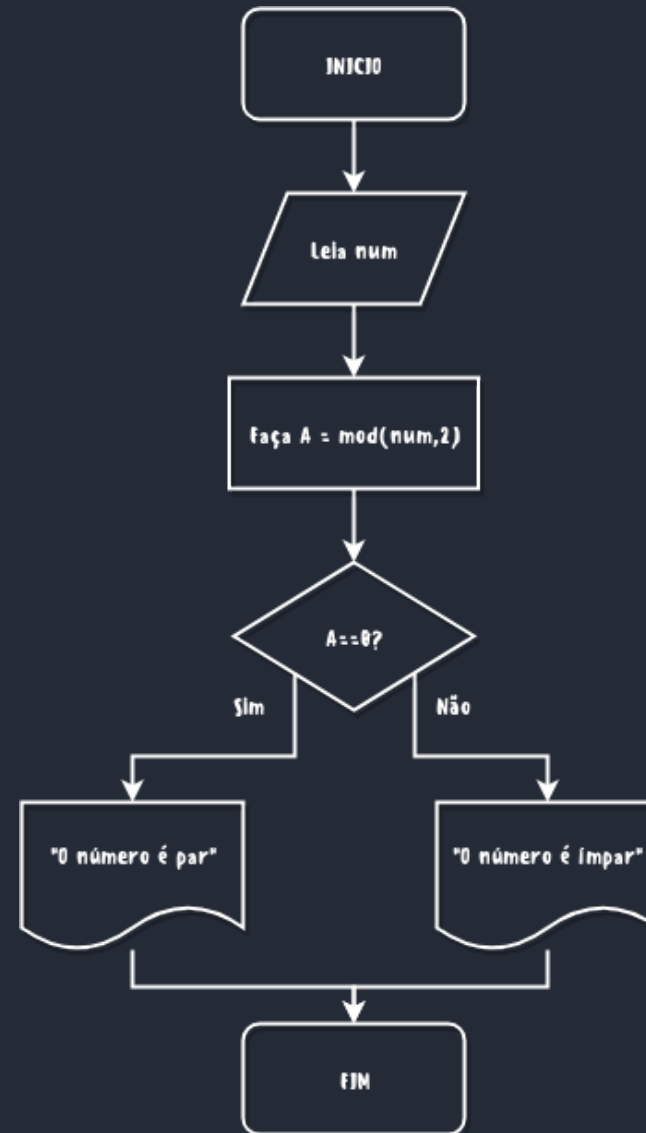 INICIO
Leia num
Faça A = mod(num,2)
A==0?
Sim
Não
"O número é par"
"O número é ímpar"
FIM